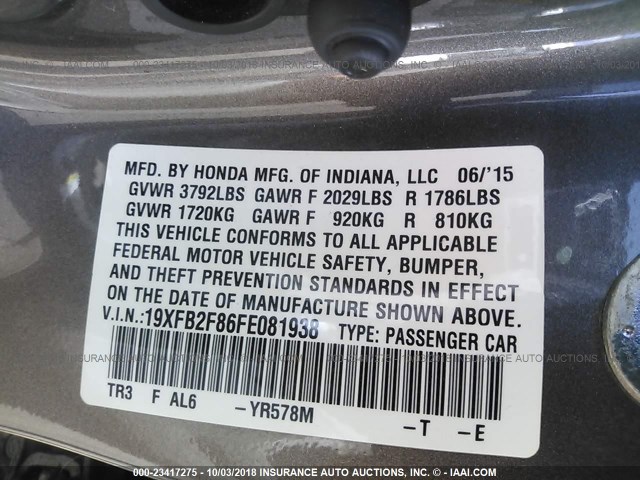 MFD. BY HONDA MFG. OF INDIANA, LLC 06/'15
GVWR 3792LBS GAWR F 2029LBS R 1786LBS
GVWR 1720KG GAWR F 920KG R 810KG
THIS VEHICLE CONFORMS TO ALL APPLICABLE
FEDERAL MOTOR VEHICLE SAFETY, BUMPER,
AND THEFT PREVENTION STANDARDS IN EFFECT
ON THE DATE OF MANUFACTURE SHOWN ABOVE.
V.I.N.:19XFB2F86FE081938 TYPE: PASSENGER CAR
TR3 F AL6 -YR578M -T -E
000-23417275 - 10/03/2018 INSURANCE AUTO AUCTIONS, INC. - © IAAI.COM